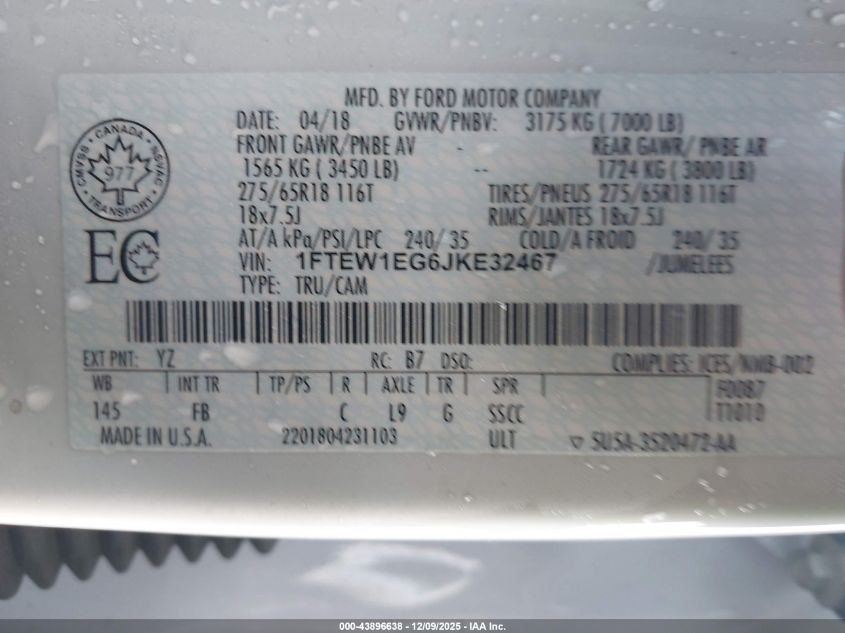 MFD. BY FORD MOTOR COMPANY
DATE: 04/18 GVWR/PNBV: 3175 KG ( 7000 LB)
FRONT GAWR/PNBE AV - REAR GAWR/ PNBE AR
1565 KG ( 3450 LB) -- 1724 KG ( 3800 LB)
275/65R18 116T TIRES/PNEUS 275/65R18 116T
18x7.5J RIMS/JANTES 18x7.5J
AT/A kPa/PSI/LPC 240/ 35 COLD/A FROID 240/ 35
VIN: 1FTEW1EG6JKE32467 /JUMELEES
TYPE: TRU/CAM
CANADA
CMVSS NSVAC
977
TRANSPORT
EC
EXT PNT: YZ RC: B7 DSO: COMPLIES: ICES/NMB-002
WB INT TR TP/PS R AXLE TR SPR F0087
145 FB C L9 G SSCC T1010
MADE IN U.S.A. 2201804231103 ULT 5U5A-3520472-AA
000-43896638 - 12/09/2025 - IAA Inc.